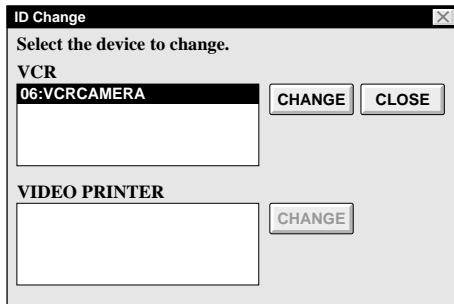 ID Change
Select the device to change.
VCR
06:VCRCAMERA
CHANGE CLOSE
VIDEO PRINTER
CHANGE